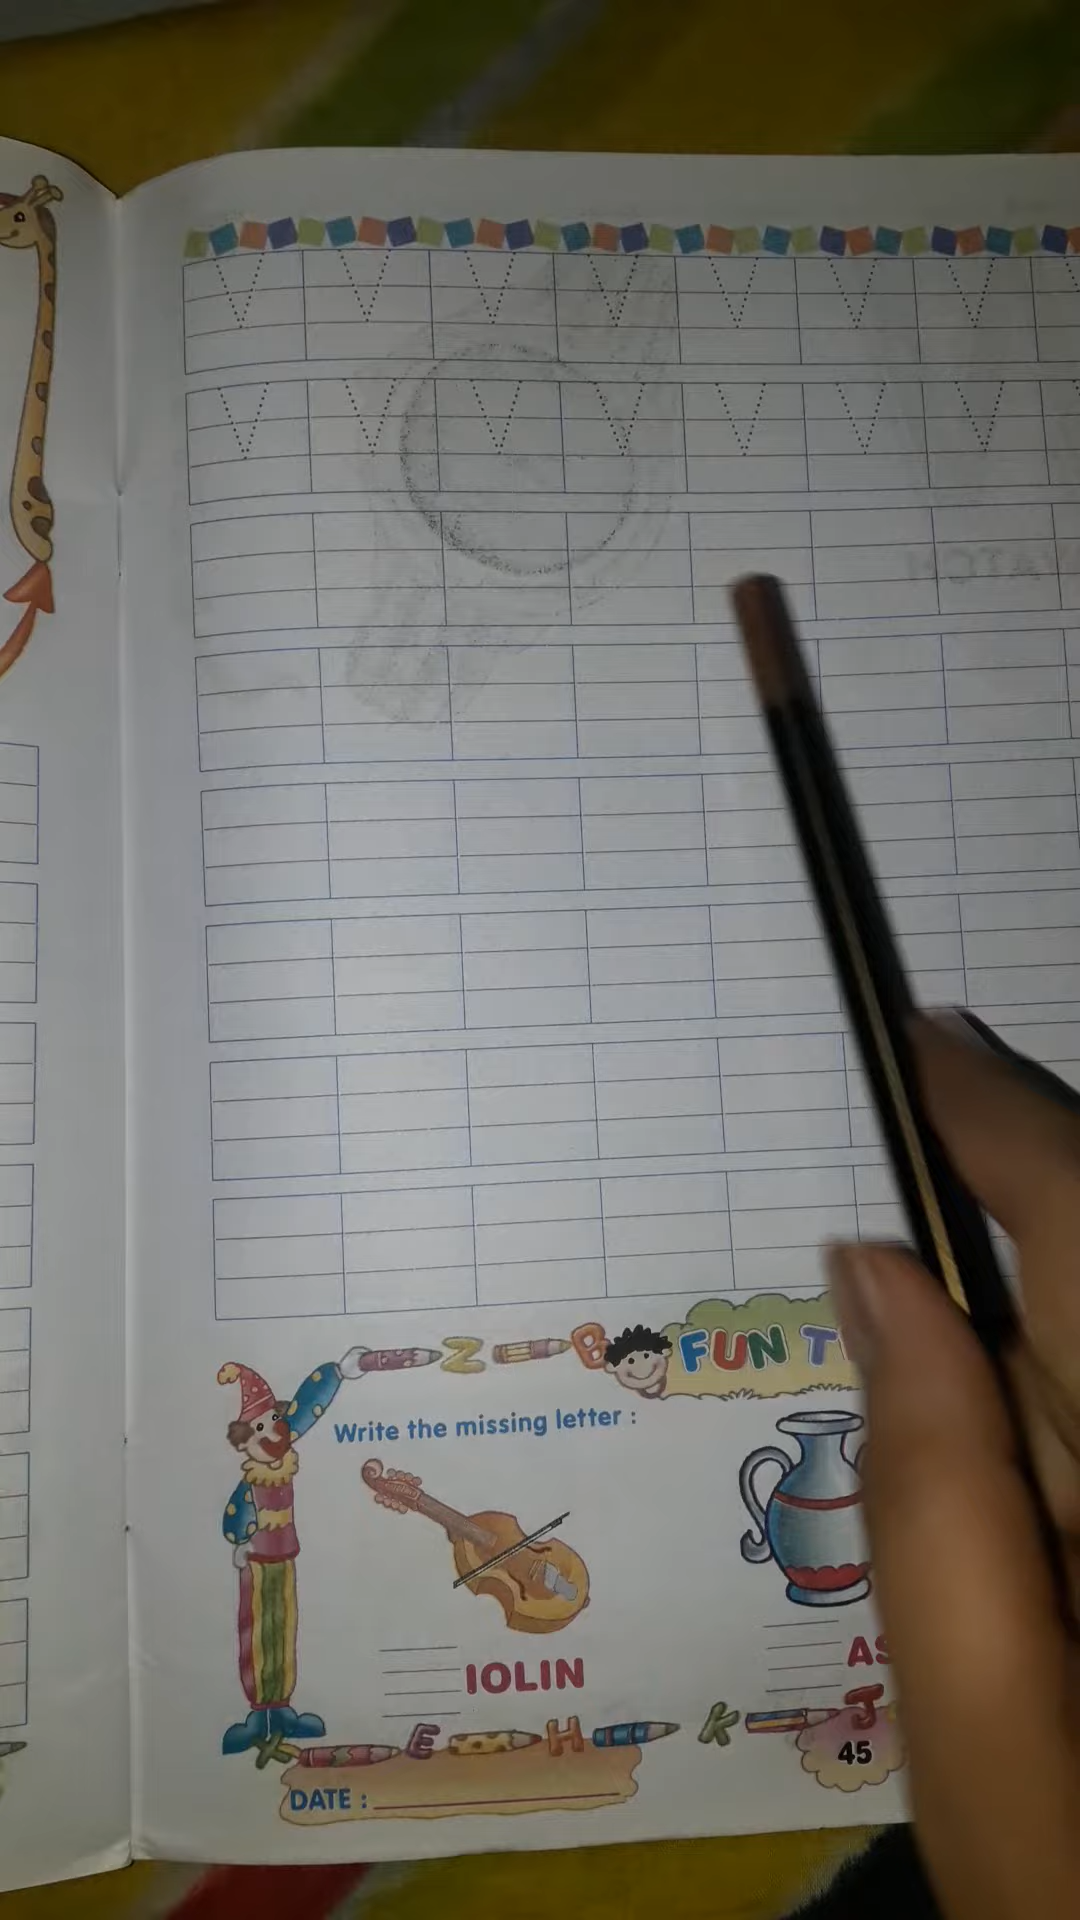 V V V V V V V
V V V V V V V
Z B
FUN T
Write the missing letter :
IOLIN
AS
X E H K J
45
DATE :